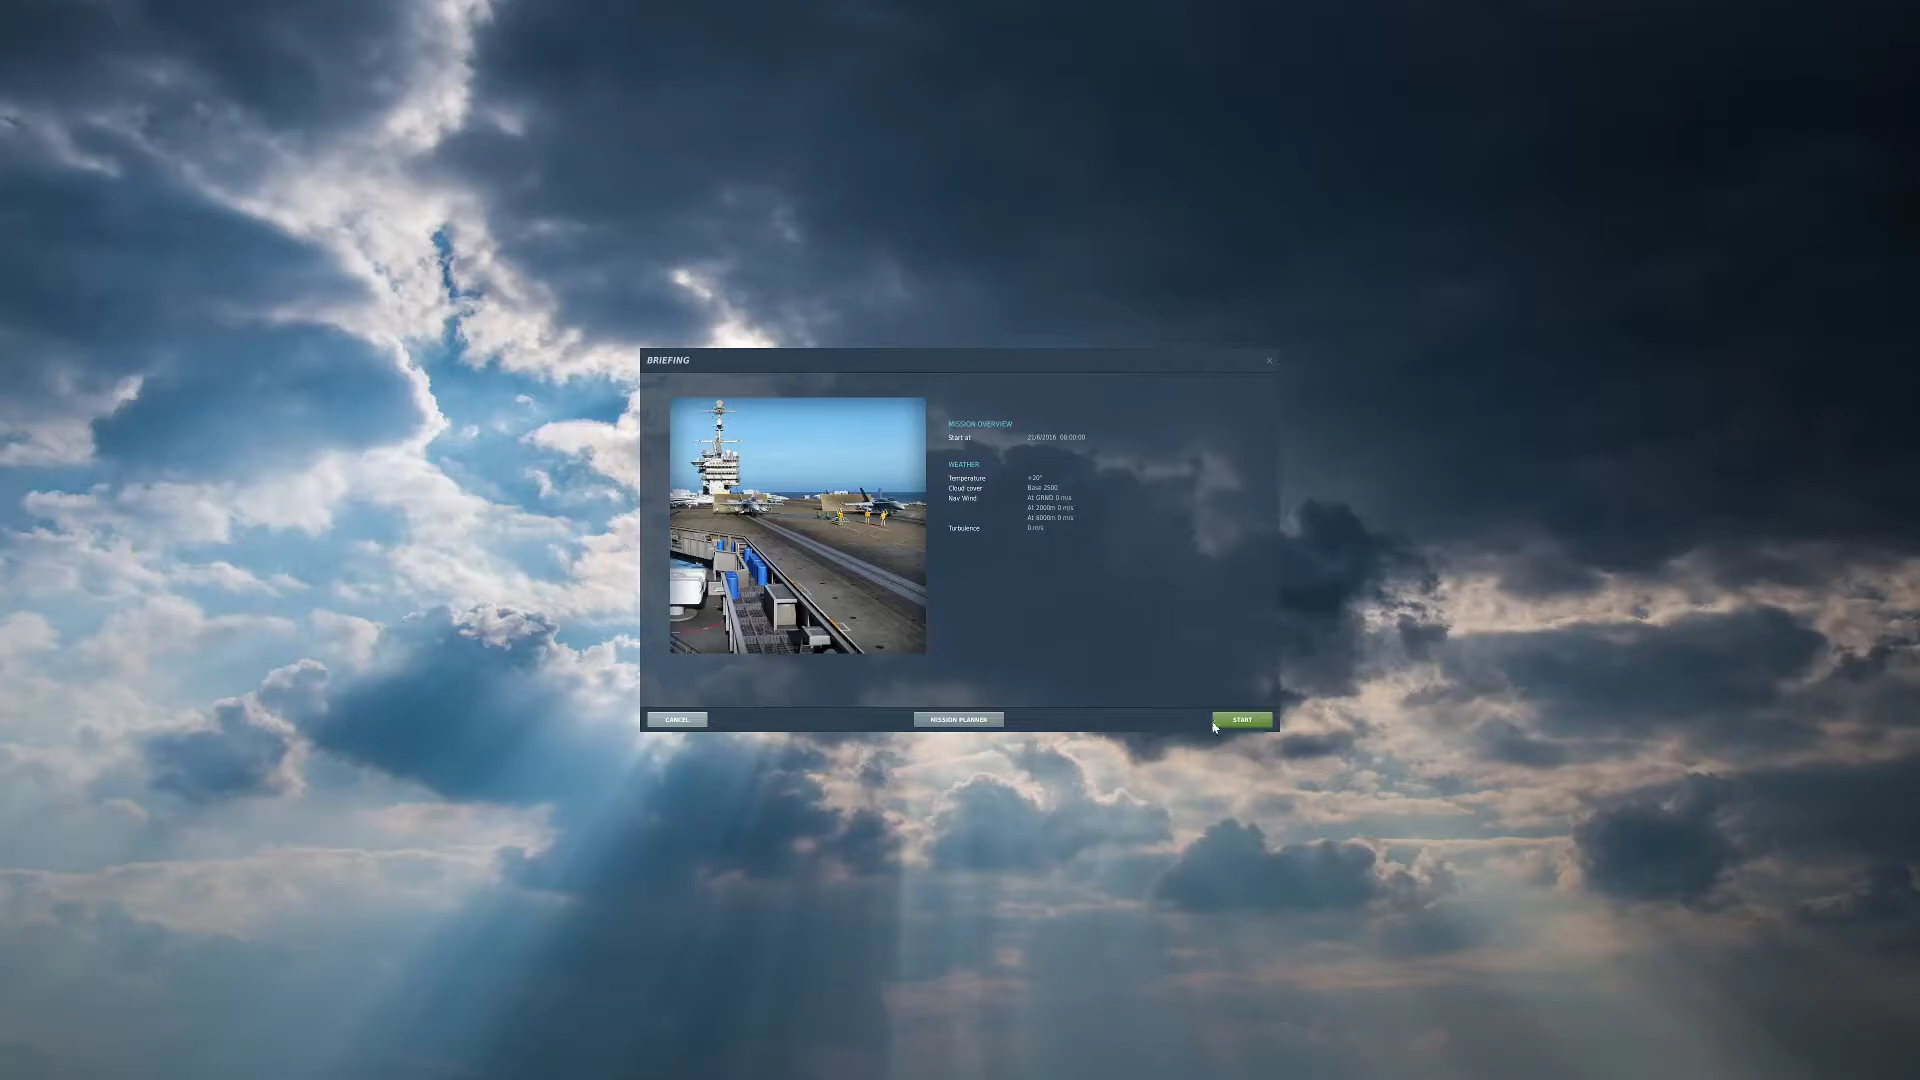 BRIEFING
MISSION OVERVIEW
Start at 21/6/2016 08:00:00
WEATHER
Temperature +20°
Cloud cover Base 2500
Nav Wind At GRND 0 m/s
At 2000m 0 m/s
At 8000m 0 m/s
Turbulence 0 m/s
CANCEL
MISSION PLANNER
START